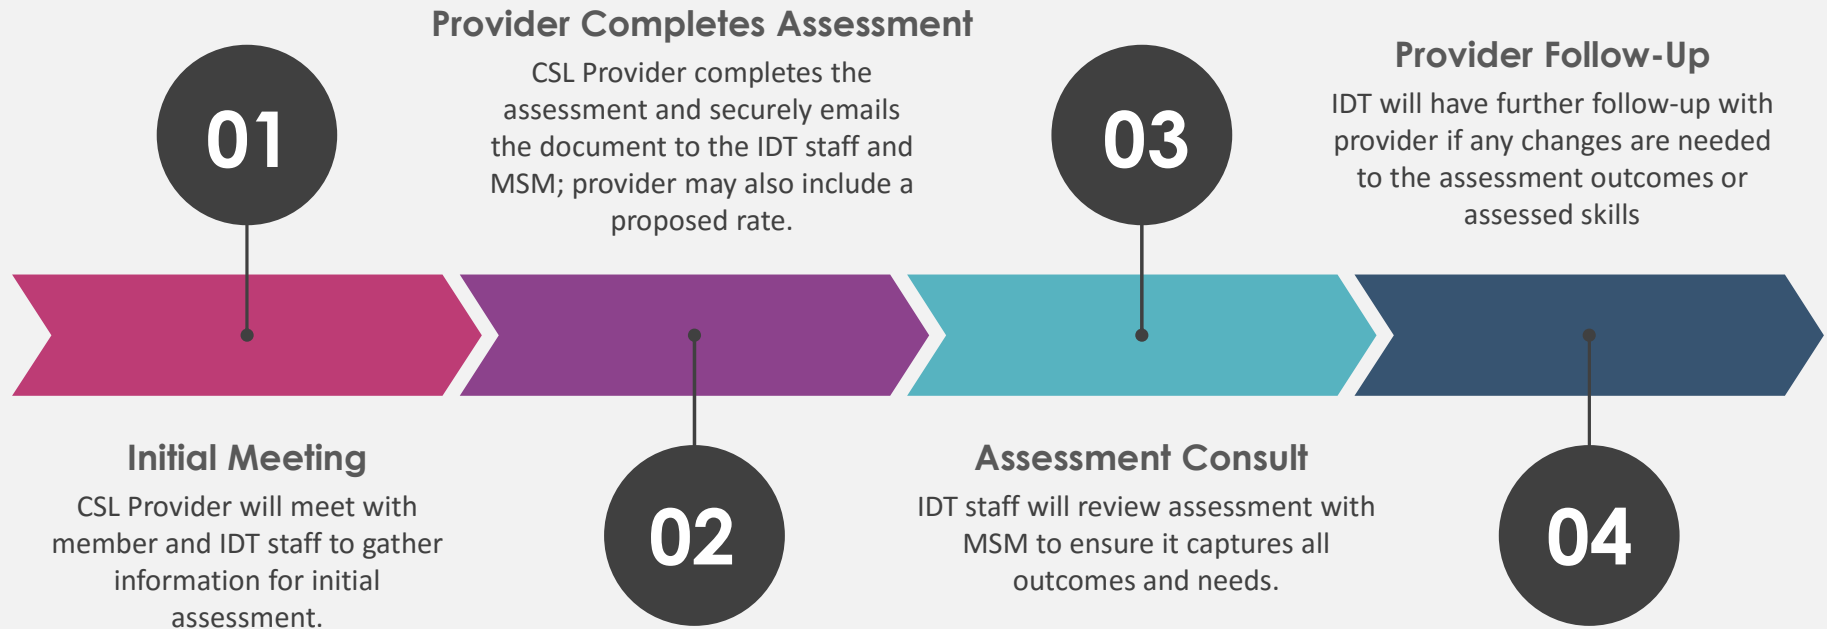 01
Initial Meeting
CSL Provider will meet with
member and IDT staff to gather
information for initial
assessment.
Provider Completes Assessment
CSL Provider completes the
assessment and securely emails
the document to the IDT staff and
MSM; provider may also include a
proposed rate.
02
03
Assessment Consult
IDT staff will review assessment with
MSM to ensure it captures all
outcomes and needs.
Provider Follow-Up
IDT will have further follow-up with
provider if any changes are needed
to the assessment outcomes or
assessed skills
04